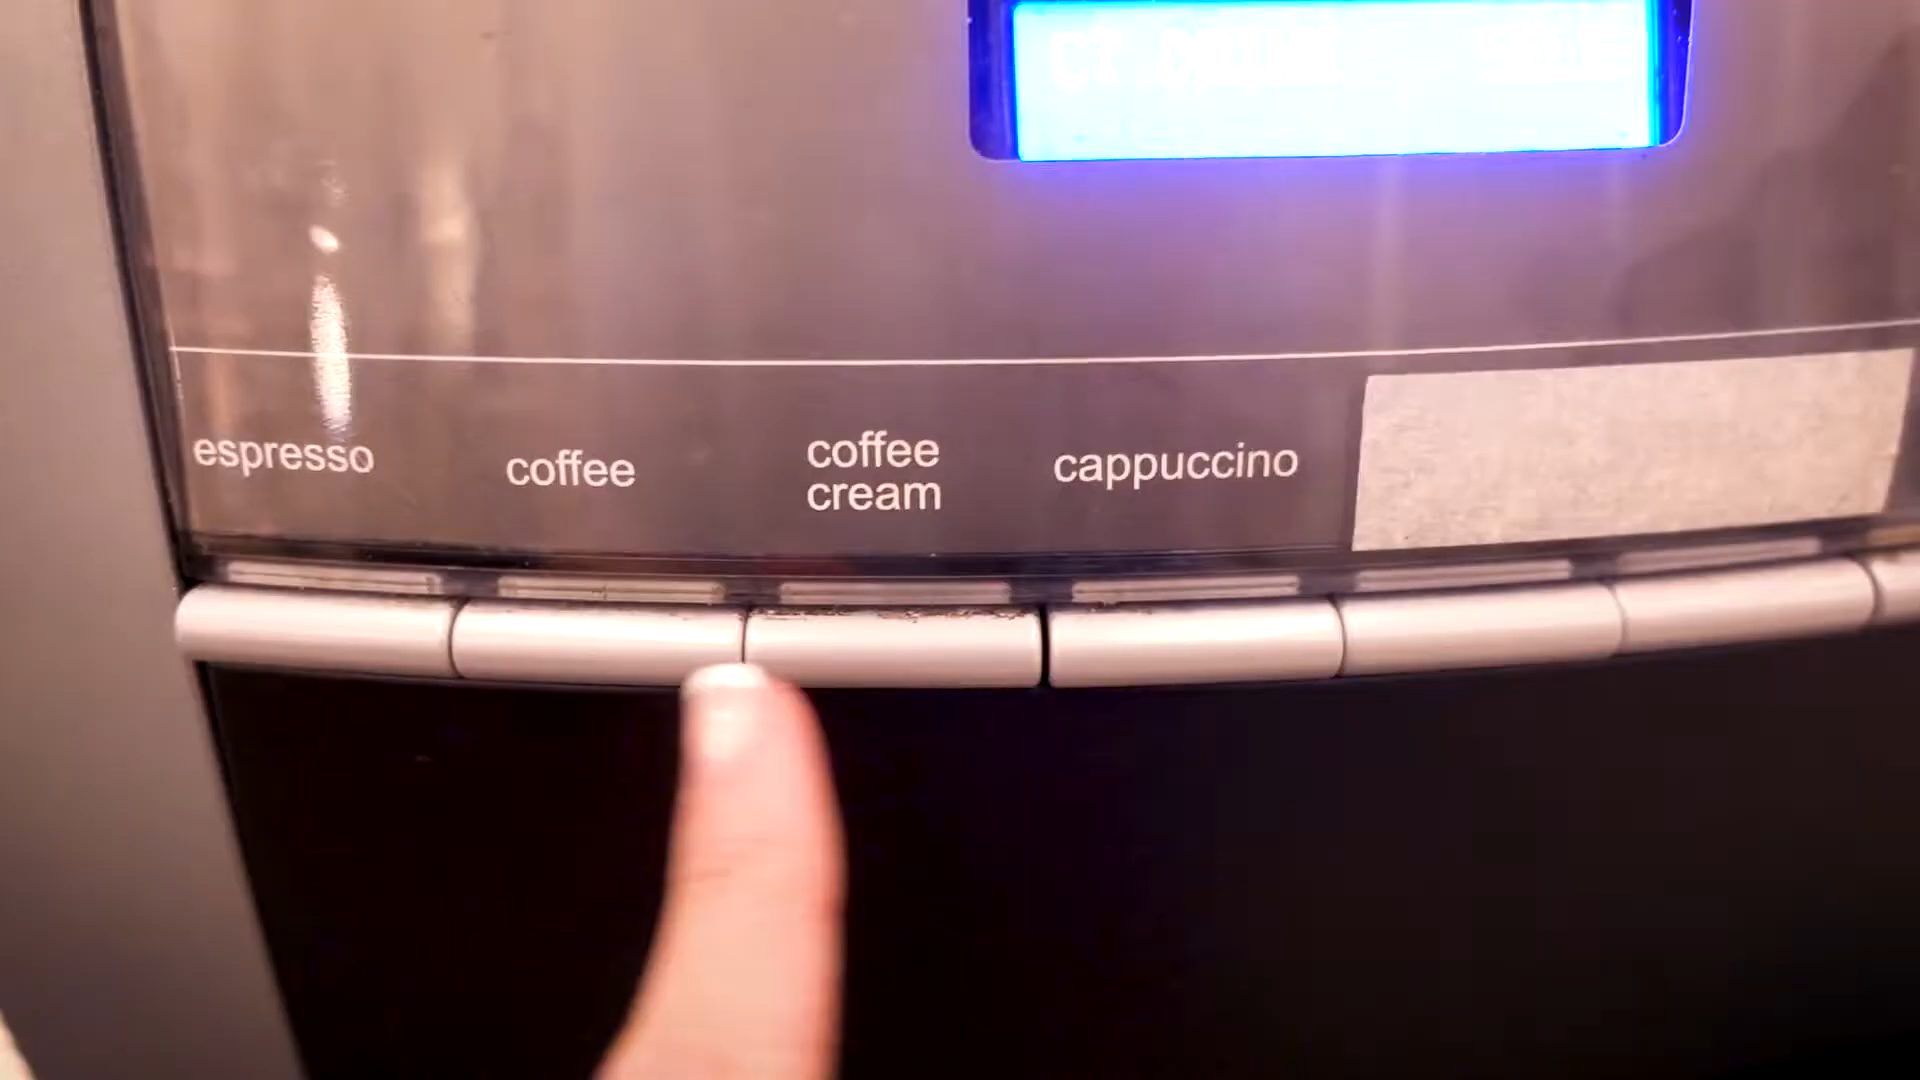 espresso
coffee
coffee
cream
cappuccino